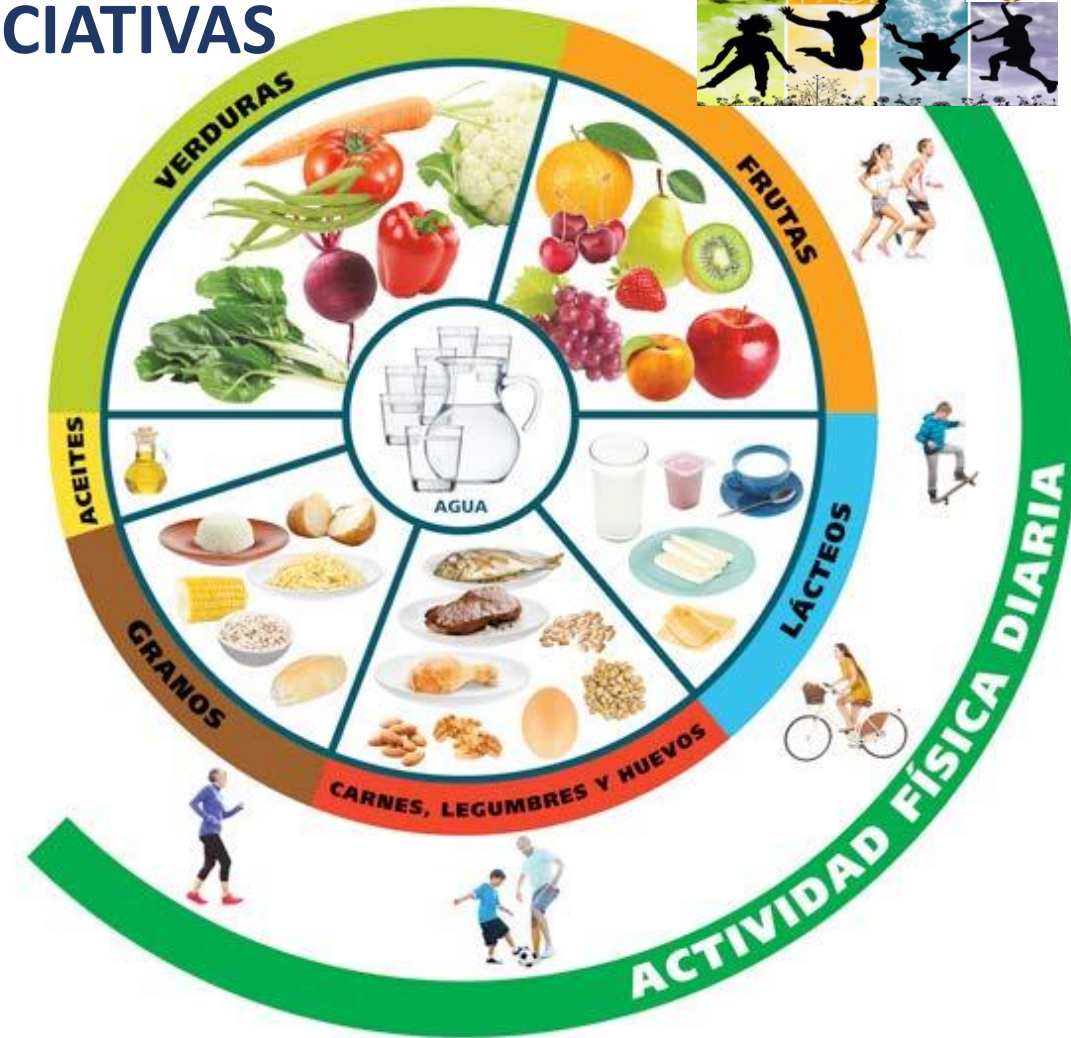 CIATIVAS
VERDURAS
FRUTAS
ACEITES
AGUA
LÁCTEOS
GRANOS
CARNES, LEGUMBRES Y HUEVOS
ACTIVIDAD FÍSICA DIARIA